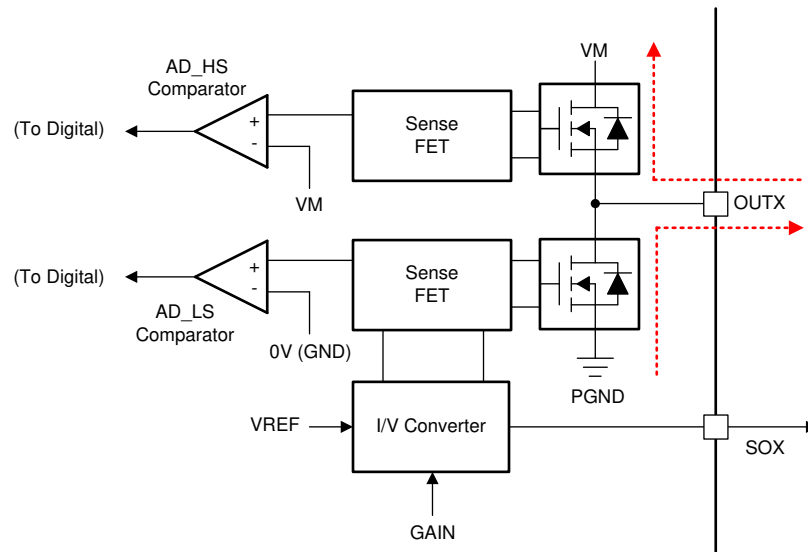 VM
AD_HS
Comparator
+
-
(To Digital)
Sense
FET
VM
OUTX
+
-
(To Digital)
Sense
FET
AD_LS
Comparator
0V (GND)
PGND
VREF
I/V Converter
SOX
GAIN